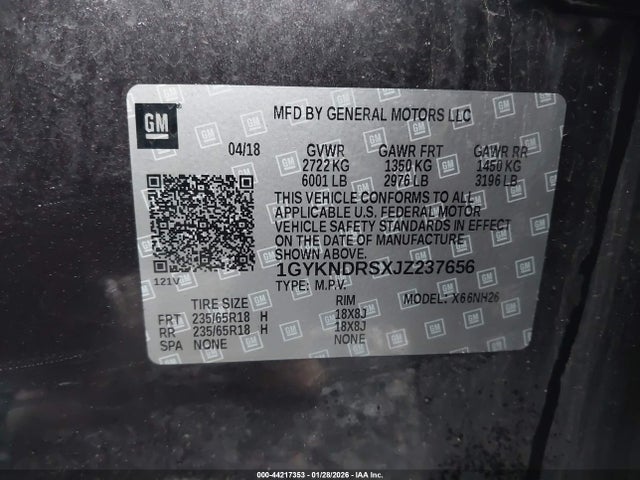 GM
MFD BY GENERAL MOTORS LLC
04/18 GVWR GAWR FRT GAWR RR
2722 KG 1350 KG 1450 KG
6001 LB 2976 LB 3196 LB
THIS VEHICLE CONFORMS TO ALL
APPLICABLE U.S. FEDERAL MOTOR
VEHICLE SAFETY STANDARDS IN EFFECT
ON THE DATE OF MANUFACTURE
SHOWN ABOVE.
1GYKNDRSXJZ237656
121V
TYPE: M.P.V.
MODEL: X66NH26
TIRE SIZE RIM
FRT 235/65R18 H 18X8J
RR 235/65R18 H 18X8J
SPA NONE NONE
000-44217353 | 01/28/2026 - IAA Inc.